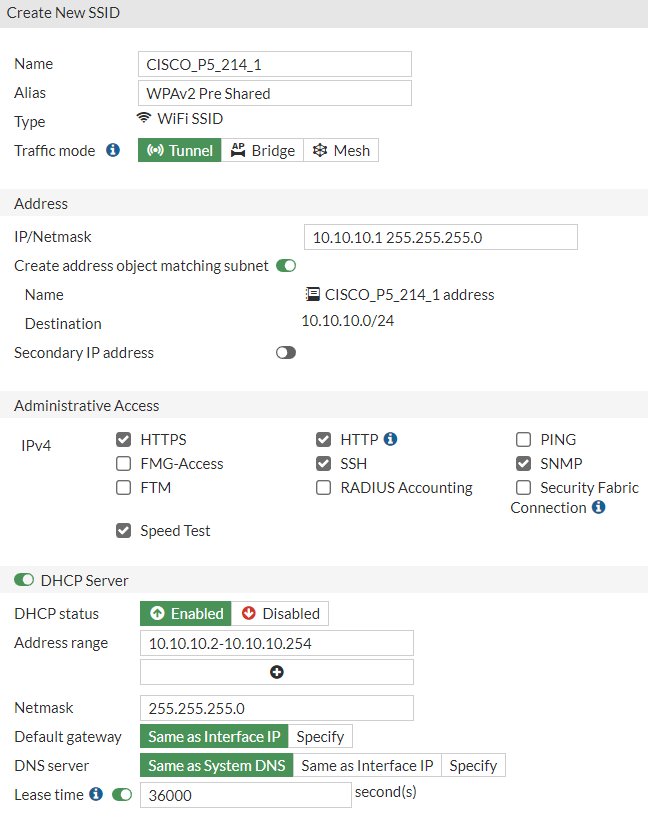 Create New SSID
Name CISCO_P5_214_1
Alias WPAv2 Pre Shared
Type WiFi SSID
Traffic mode Tunnel AP Bridge Mesh
Address
IP/Netmask 10.10.10.1 255.255.255.0
Create address object matching subnet
Name CISCO_P5_214_1 address
Destination 10.10.10.0/24
Secondary IP address
Administrative Access
IPv4 HTTPS HTTP PING
FMG-Access SSH SNMP
FTM RADIUS Accounting Security Fabric
Connection
Speed Test
DHCP Server
DHCP status Enabled Disabled
Address range 10.10.10.2-10.10.10.254
Netmask 255.255.255.0
Default gateway Same as Interface IP Specify
DNS server Same as System DNS Same as Interface IP Specify
Lease time 36000 second(s)